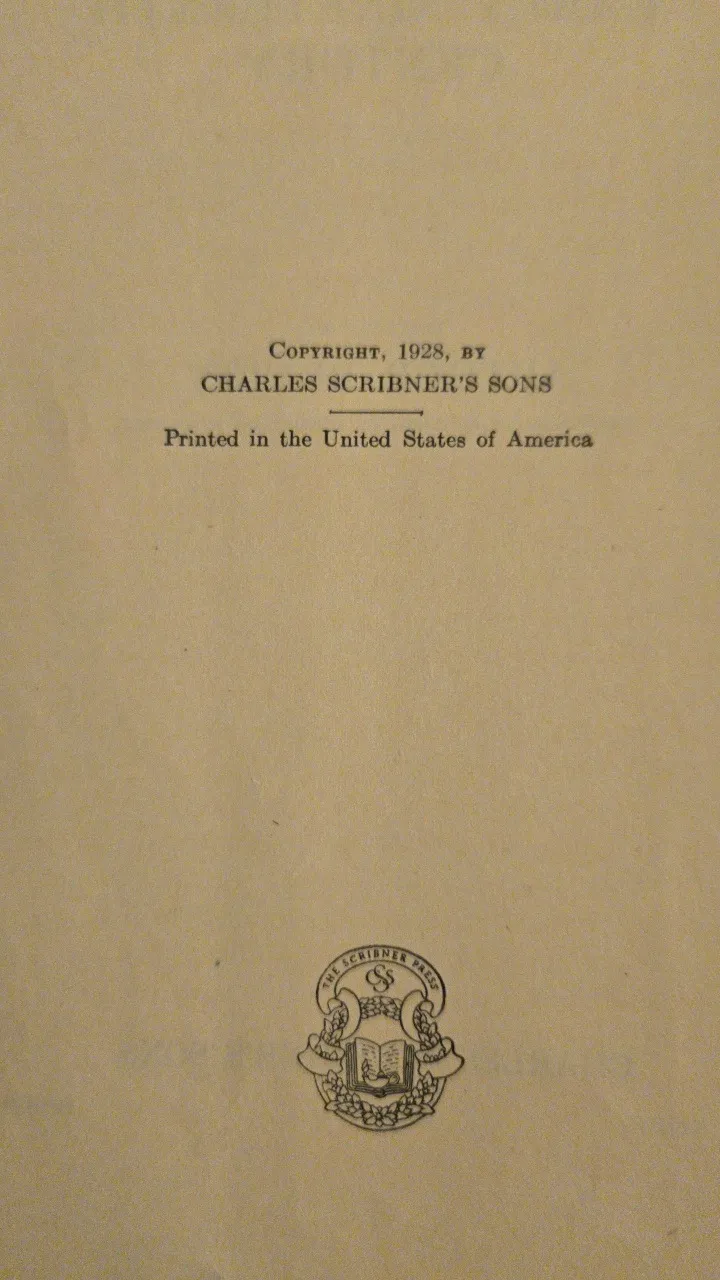 COPYRIGHT, 1928, BY
CHARLES SCRIBNER'S SONS
Printed in the United States of America
THE SCRIBNER PRESS
CSS